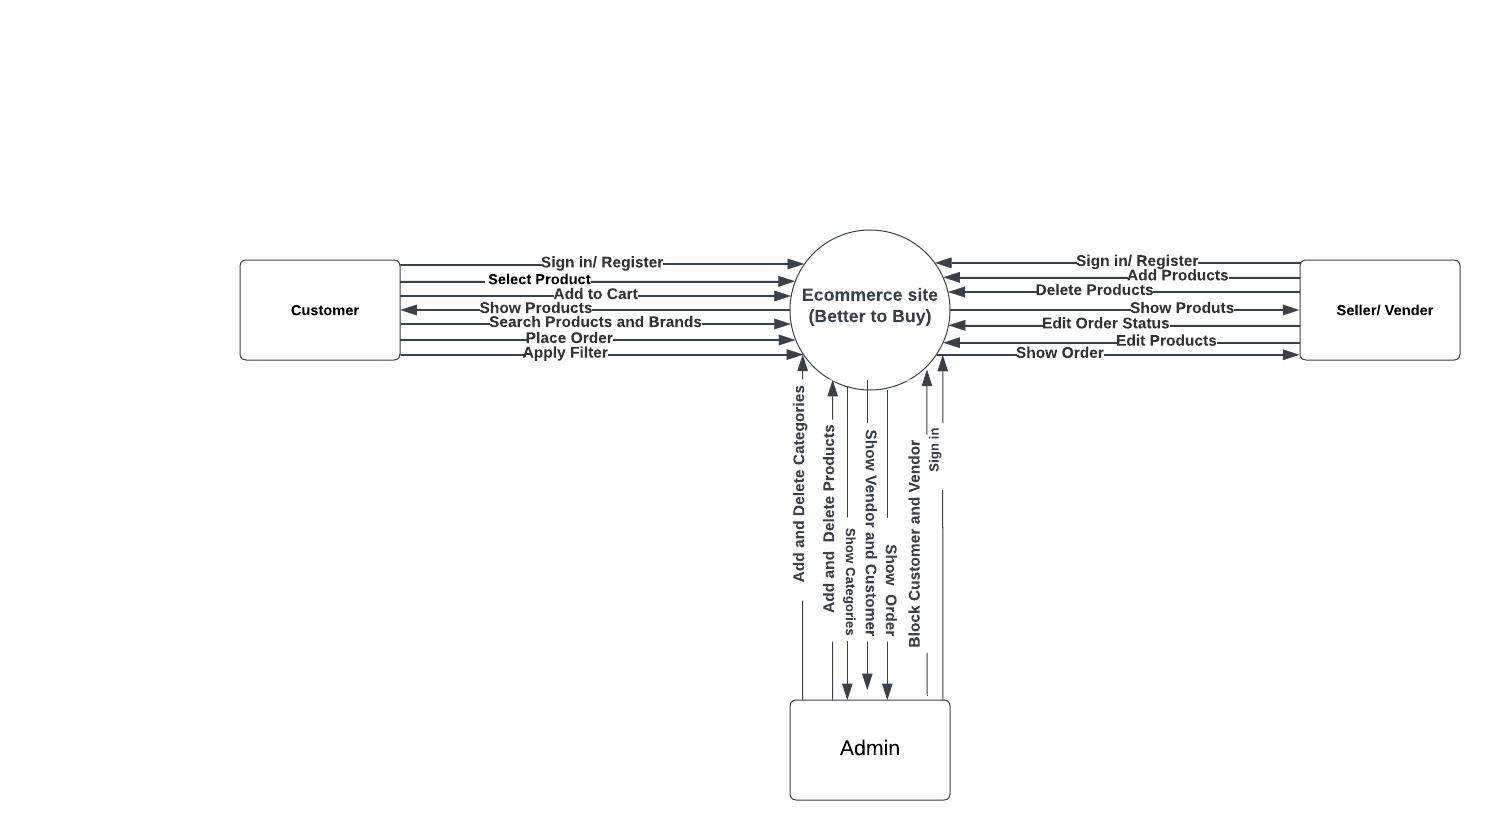 Sign in/ Register
Select Product
Add to Cart
Show Products
Search Products and Brands
Place Order
Apply Filter
Customer
Ecommerce site
(Better to Buy)
Sign in/ Register
Add Products
Delete Products
Show Produts
Edit Order Status
Edit Products
Show Order
Seller/ Vender
Add and Delete Categories
Add and Delete Products
Show Categories
Show Vendor and Customer
Show Order
Block Customer and Vendor
Sign in
Admin